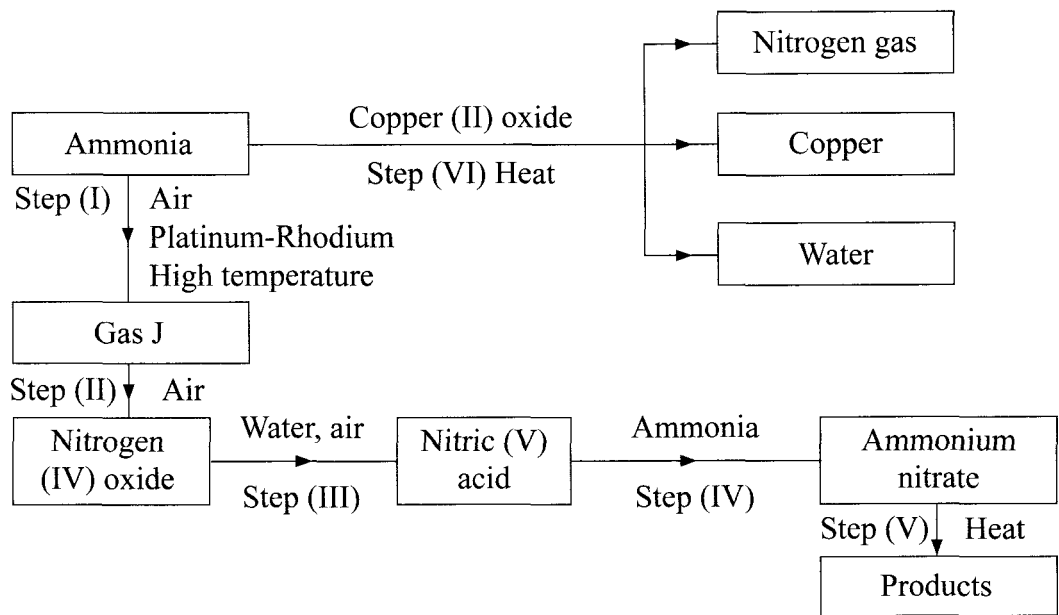 Nitrogen gas
Copper (II) oxide
Ammonia
Copper
Step (VI) Heat
Step (I) Air
Platinum-Rhodium
High temperature
Water
Gas J
Step (II) Air
Nitrogen
(IV) oxide
Water, air
Step (III)
Nitric (V)
acid
Ammonia
Step (IV)
Ammonium
nitrate
Step (V) Heat
Products